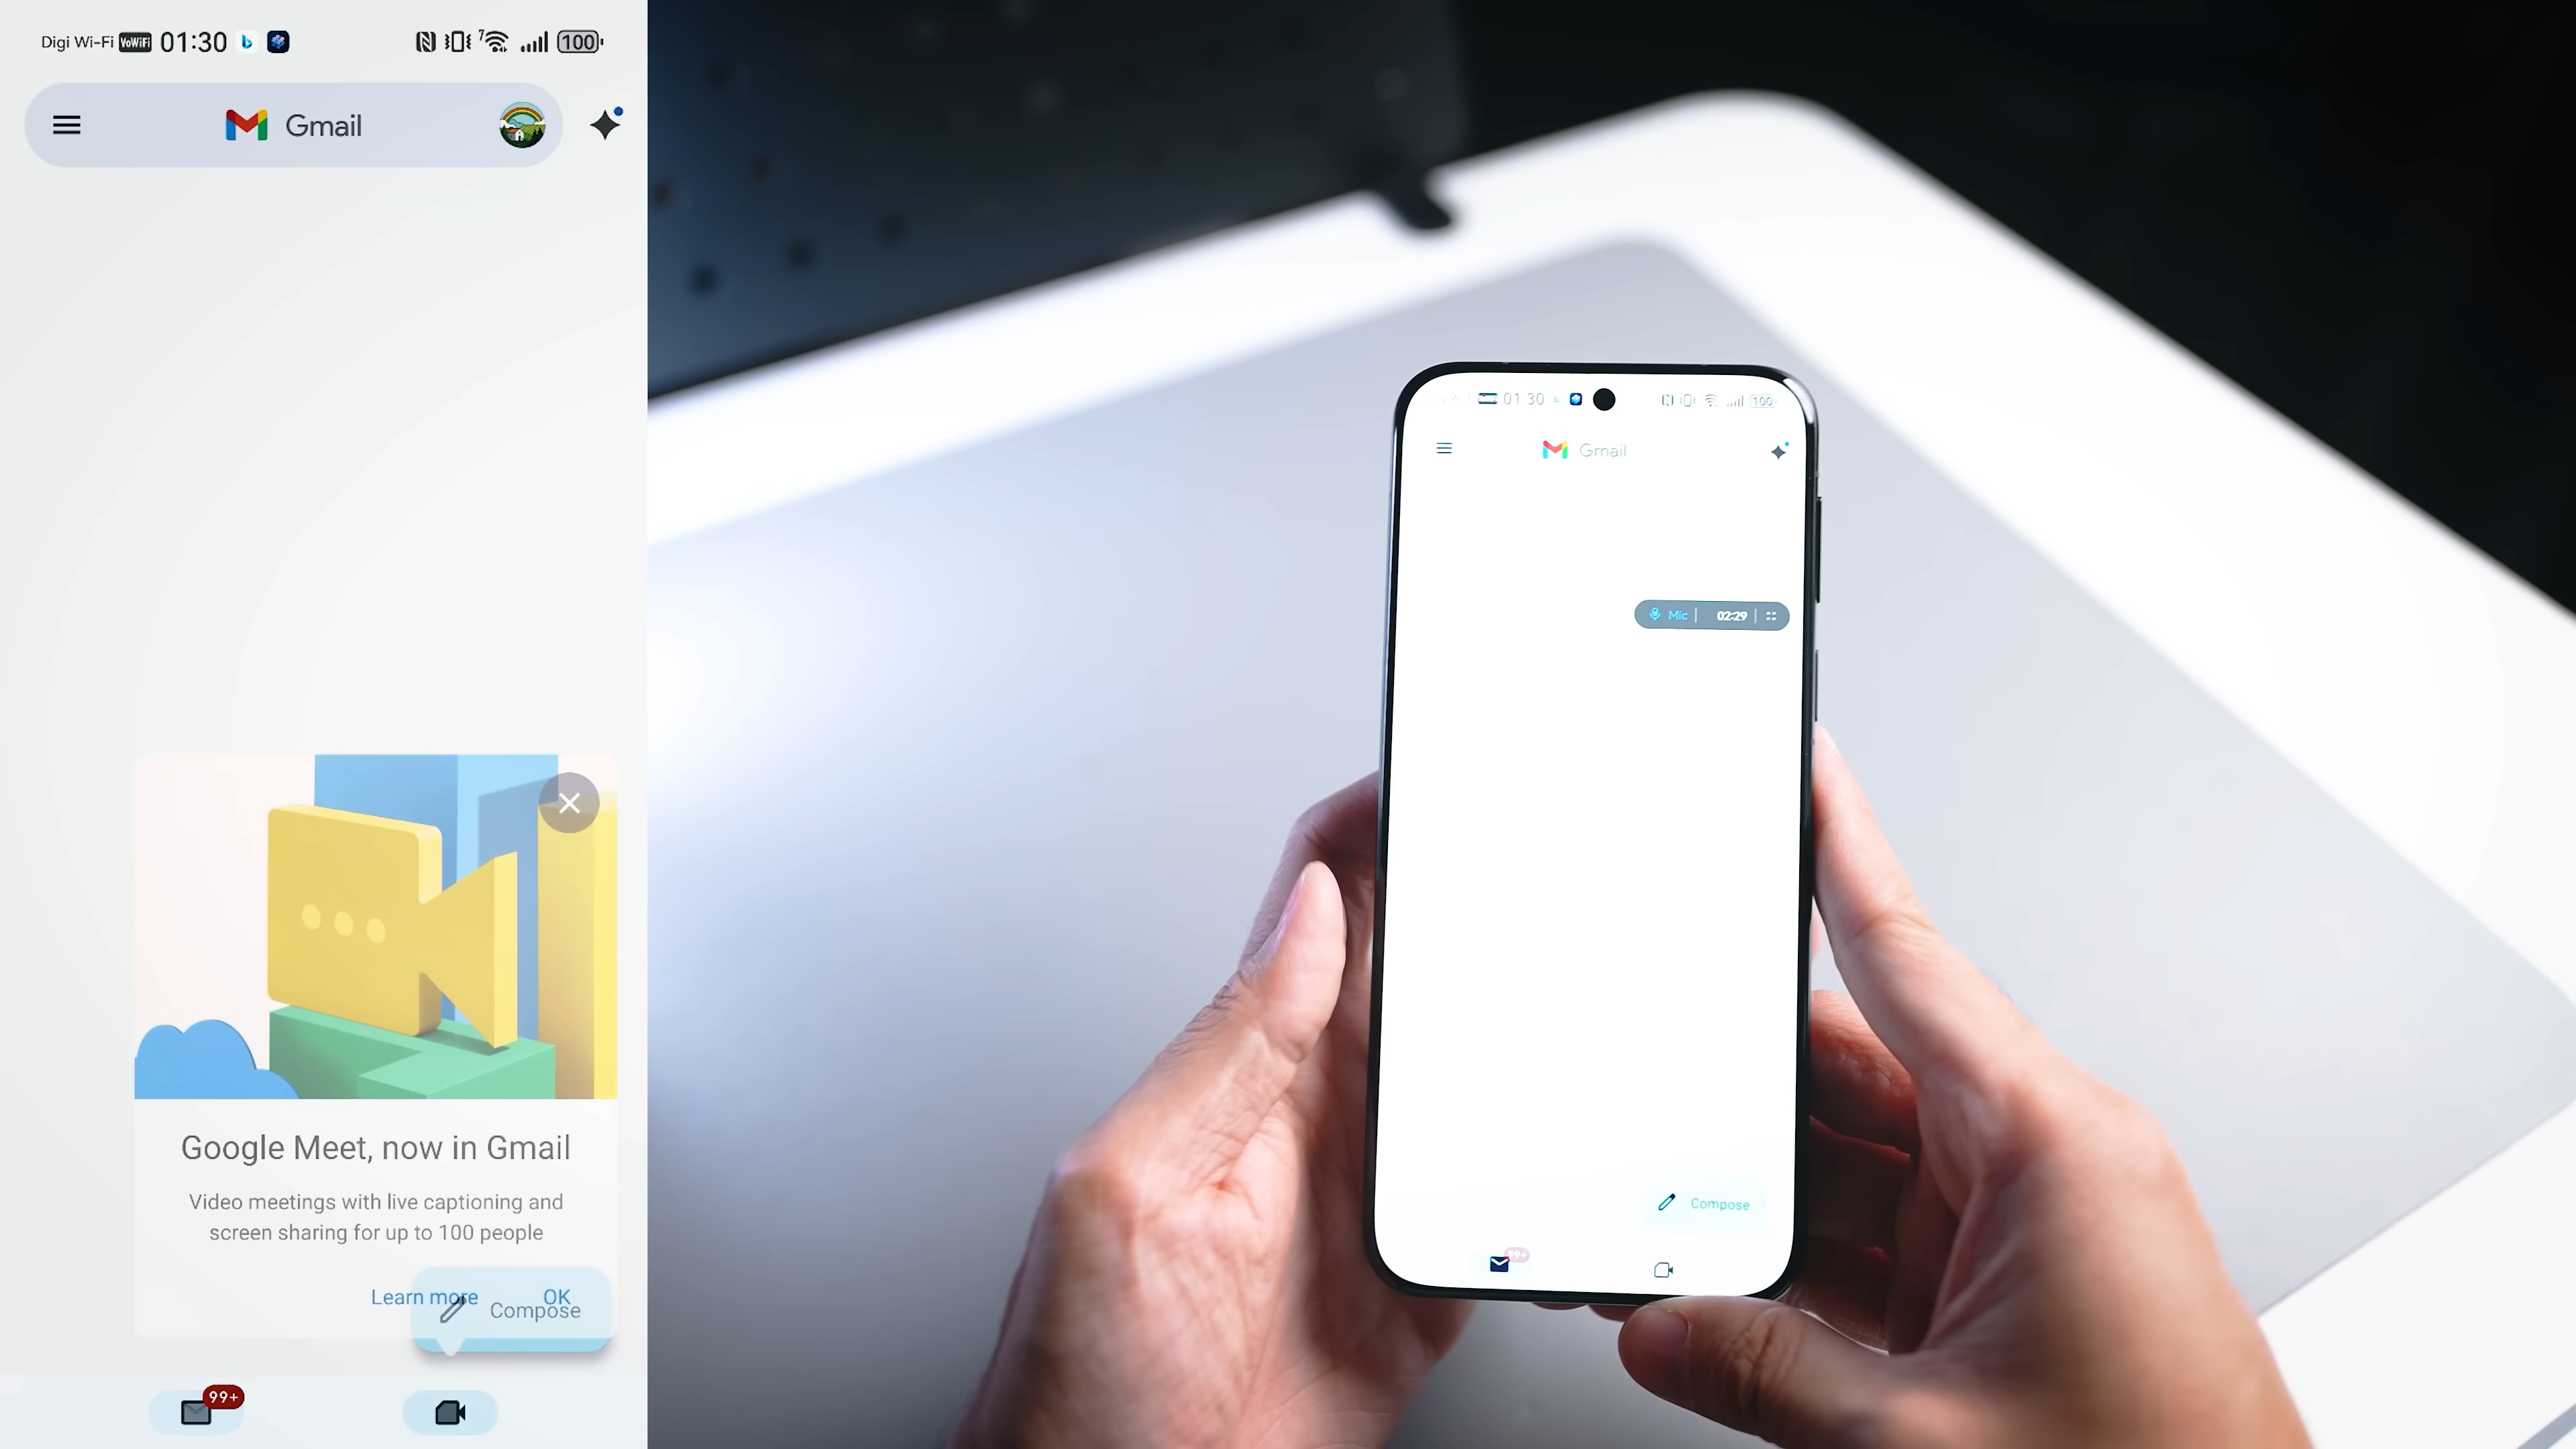 Digi Wi-Fi VoWiFi 01:30
7 100
Gmail
Google Meet, now in Gmail
Video meetings with live captioning and
screen sharing for up to 100 people
Learn more OK
Compose
99+
01:30 100
Gmail
Mic 02:29
Compose
99+